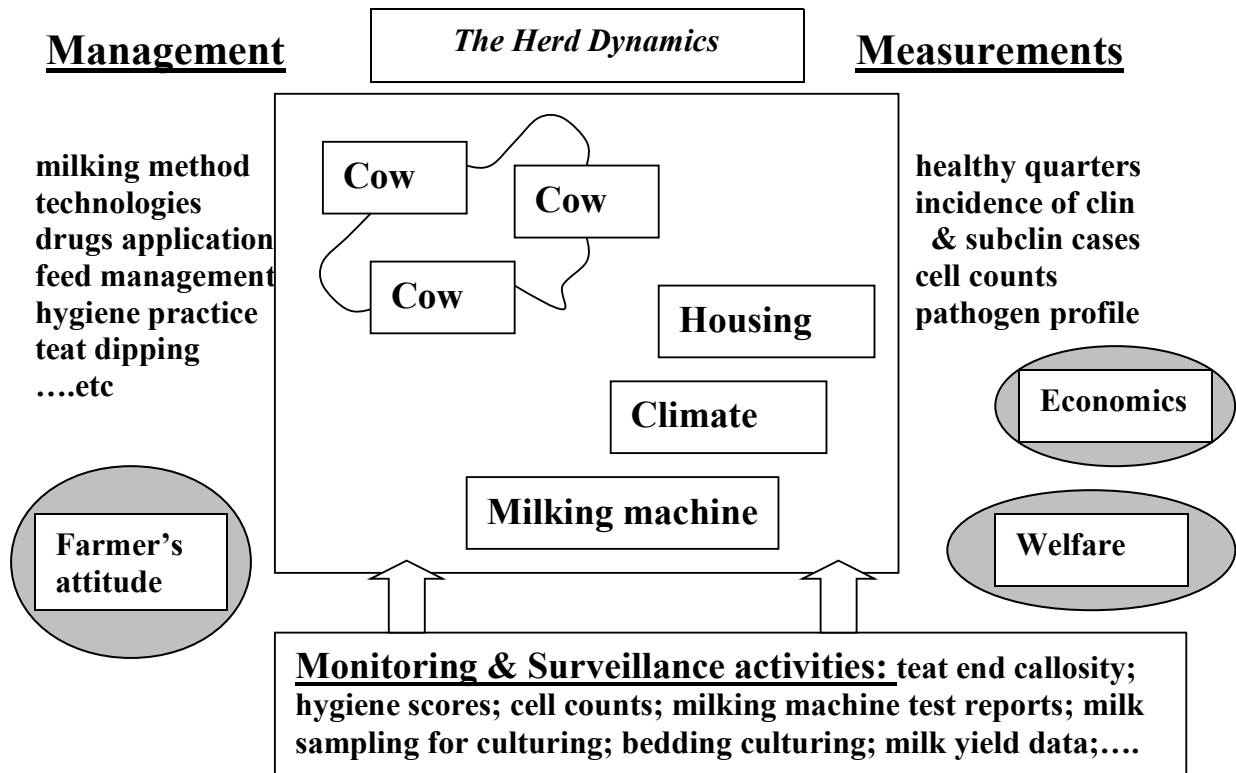 The Herd Dynamics
Management
Measurements
milking method
technologies
drugs application
feed management
hygiene practice
teat dipping
….etc
Cow
Cow
Cow
Housing
Climate
Milking machine
healthy quarters
incidence of clin
& subclin cases
cell counts
pathogen profile
Economics
Welfare
Farmer’s
attitude
Monitoring & Surveillance activities: teat end callosity;
hygiene scores; cell counts; milking machine test reports; milk
sampling for culturing; bedding culturing; milk yield data;….